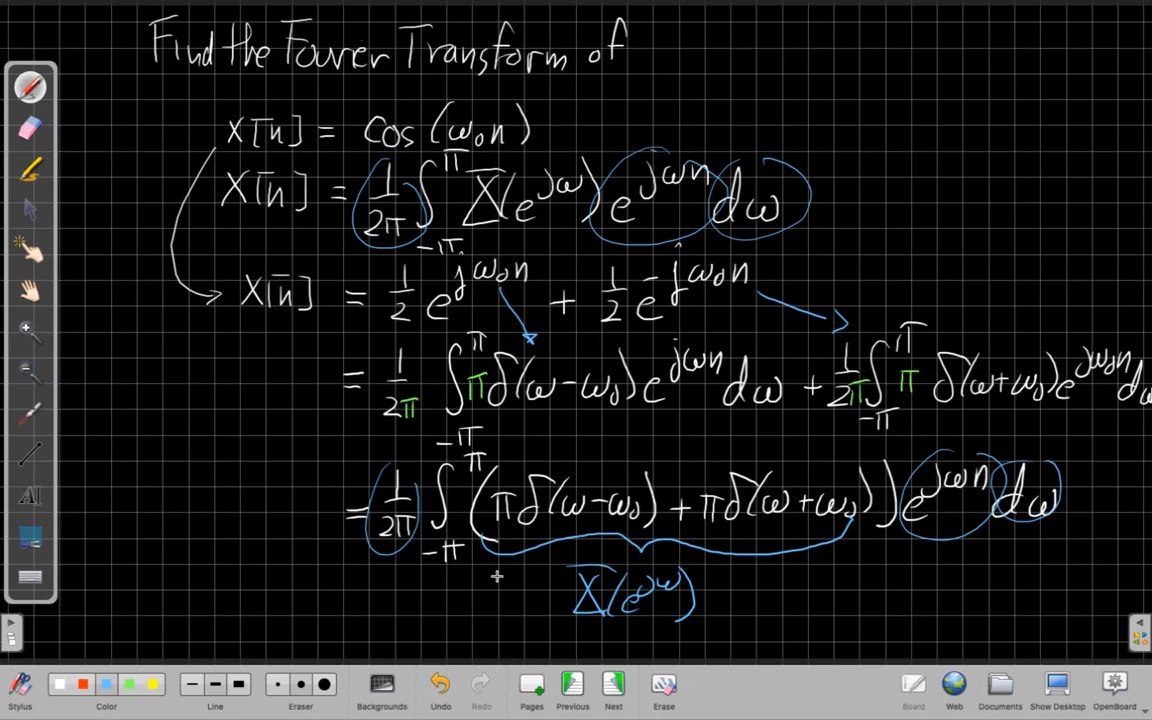 Find the Fourier Transform of
x[n] = cos(ω₀n)
x[n] = 1/2π ∫_{-π}^{π} X(e^{jω}) e^{jωn} dω
x[n] = 1/2 e^{jω₀n} + 1/2 e^{-jω₀n}
= 1/2π ∫_{-π}^{π} πδ(ω-ω₀) e^{jωn} dω + 1/2π ∫_{-π}^{π} π δ(ω+ω₀) e^{jω₀n} dω
= 1/2π ∫_{-π}^{π} (πδ(ω-ω₀) + πδ(ω+ω₀)) e^{jωn} dω
X(e^{jω})
Stylus Color Line Eraser Backgrounds Undo Redo Pages Previous Next Erase Board Web Documents Show Desktop OpenBoard